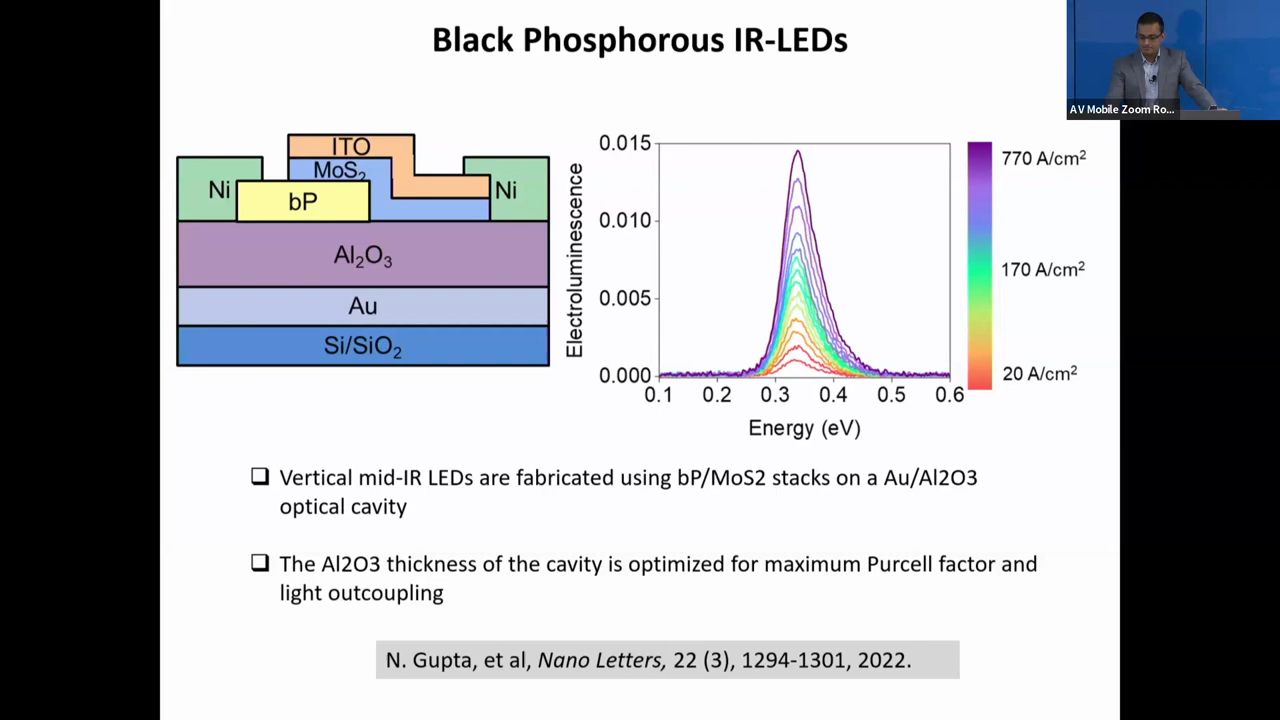 Black Phosphorous IR-LEDs
AV Mobile Zoom Ro...
ITO
MoS₂
Ni
bP
Ni
Al₂O₃
Au
Si/SiO₂
Electroluminescence
0.015
0.010
0.005
0.000
0.1 0.2 0.3 0.4 0.5 0.6
Energy (eV)
770 A/cm²
170 A/cm²
20 A/cm²
❑ Vertical mid-IR LEDs are fabricated using bP/MoS2 stacks on a Au/Al2O3
optical cavity
❑ The Al2O3 thickness of the cavity is optimized for maximum Purcell factor and
light outcoupling
N. Gupta, et al, Nano Letters, 22 (3), 1294-1301, 2022.